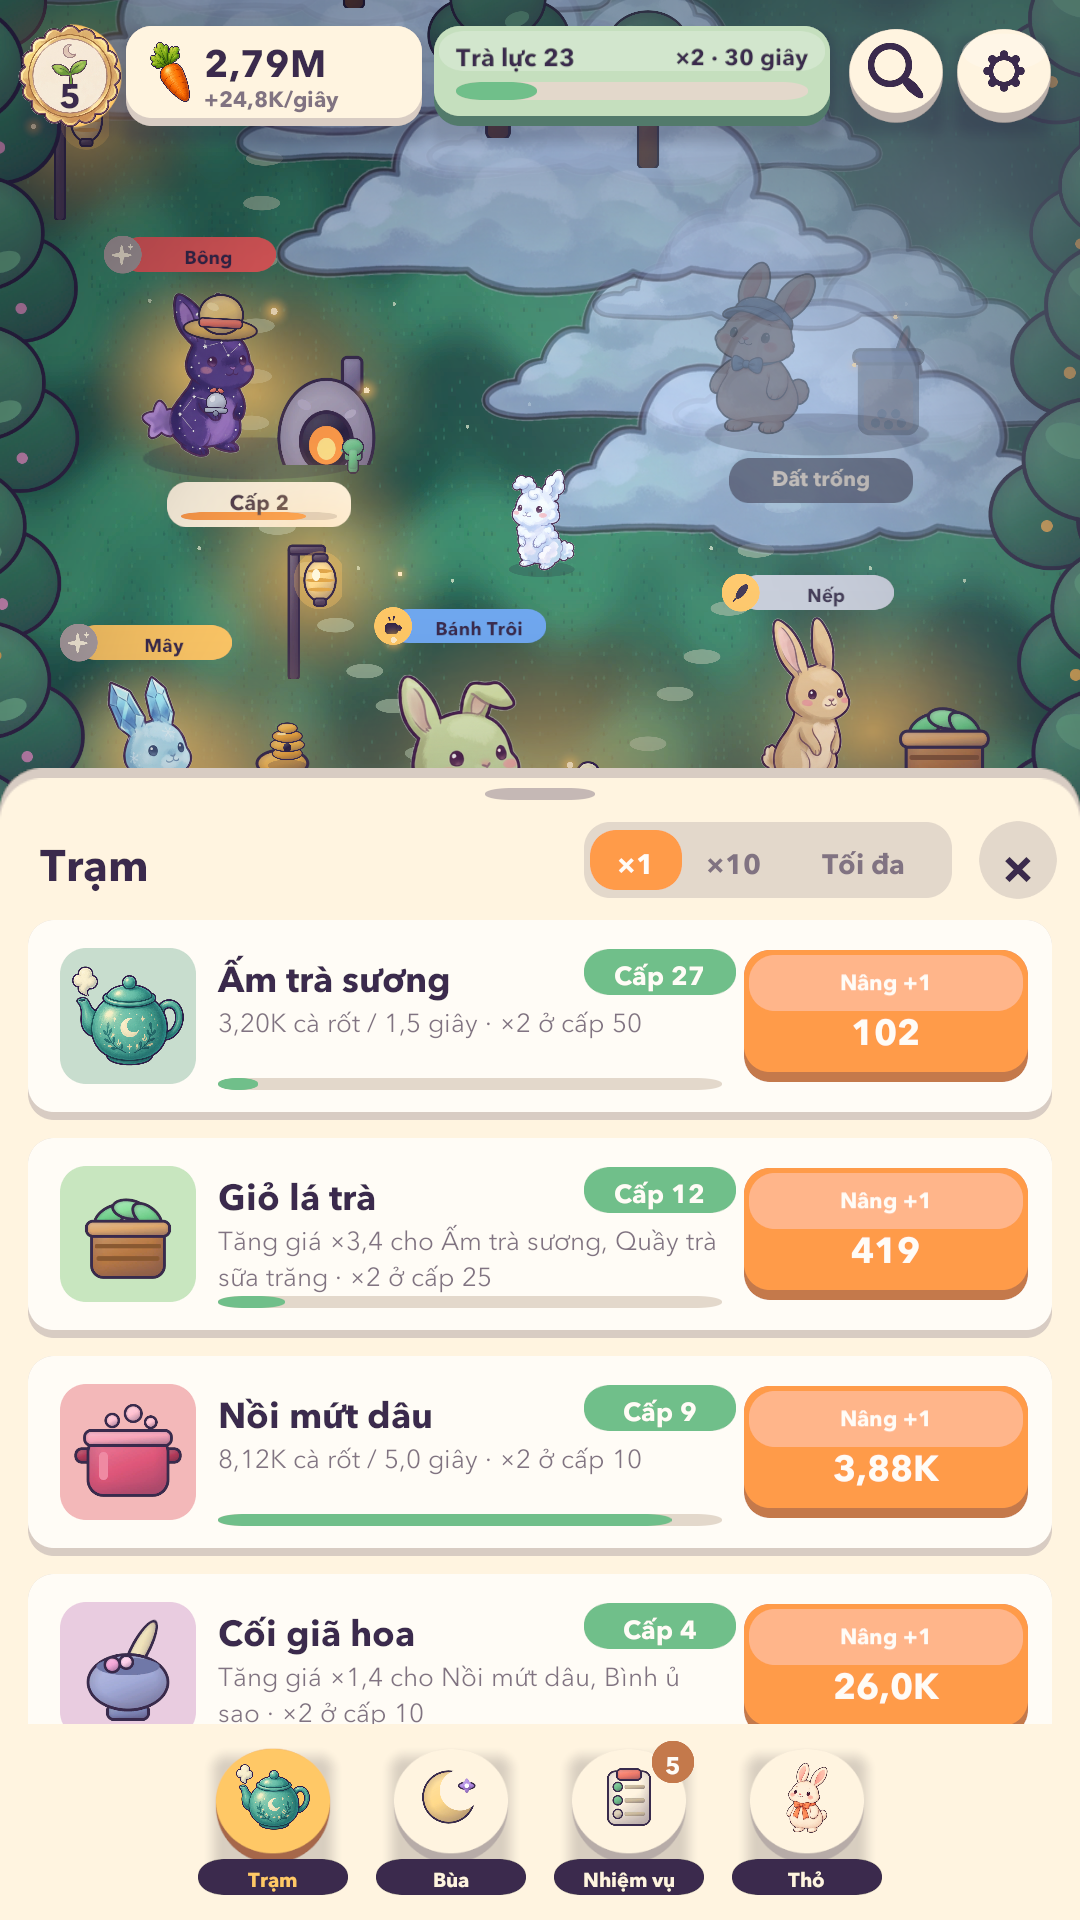 5
2,79M
+24,8K/giây
Trà lực 23
×2 · 30 giây
Bông
Cấp 2
Đất trống
Nếp
Bánh Trôi
Mây
Trạm
×1
×10
Tối đa
×
Ấm trà sương
Cấp 27
3,20K cà rốt / 1,5 giây · ×2 ở cấp 50
Nâng +1
102
Giỏ lá trà
Cấp 12
Tăng giá ×3,4 cho Ấm trà sương, Quầy trà
sữa trăng · ×2 ở cấp 25
Nâng +1
419
Nồi mứt dâu
Cấp 9
8,12K cà rốt / 5,0 giây · ×2 ở cấp 10
Nâng +1
3,88K
Cối giã hoa
Cấp 4
Tăng giá ×1,4 cho Nồi mứt dâu, Bình ủ
sao · ×2 ở cấp 10
Nâng +1
26,0K
5
Trạm
Bùa
Nhiệm vụ
Thỏ